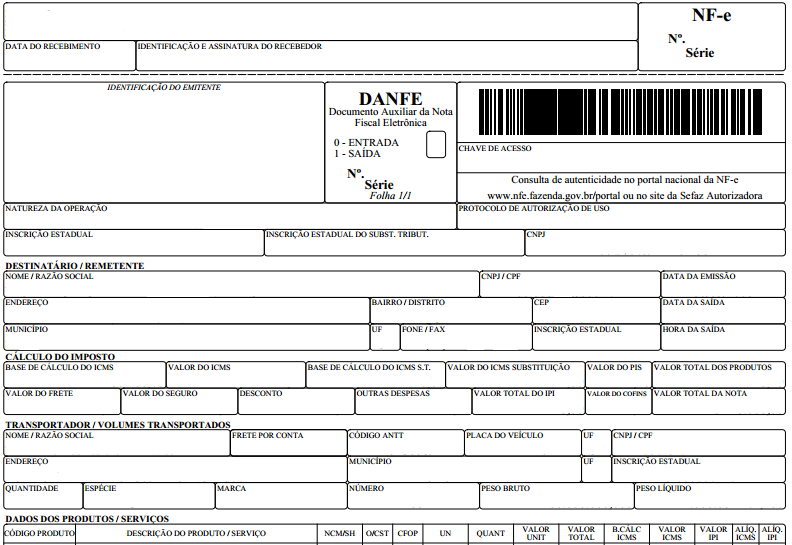 NF-e
Nº.
Série
DATA DO RECEBIMENTO IDENTIFICAÇÃO E ASSINATURA DO RECEBEDOR
IDENTIFICAÇÃO DO EMITENTE
DANFE
Documento Auxiliar da Nota
Fiscal Eletrônica
0 - ENTRADA
1 - SAÍDA
Nº.
Série
Folha 1/1
CHAVE DE ACESSO
Consulta de autenticidade no portal nacional da NF-e
www.nfe.fazenda.gov.br/portal ou no site da Sefaz Autorizadora
NATUREZA DA OPERAÇÃO PROTOCOLO DE AUTORIZAÇÃO DE USO
INSCRIÇÃO ESTADUAL INSCRIÇÃO ESTADUAL DO SUBST. TRIBUT. CNPJ
DESTINATÁRIO / REMETENTE
NOME / RAZÃO SOCIAL CNPJ / CPF DATA DA EMISSÃO
ENDEREÇO BAIRRO / DISTRITO CEP DATA DA SAÍDA
MUNICÍPIO UF FONE / FAX INSCRIÇÃO ESTADUAL HORA DA SAÍDA
CÁLCULO DO IMPOSTO
BASE DE CÁLCULO DO ICMS VALOR DO ICMS BASE DE CÁLCULO DO ICMS S.T. VALOR DO ICMS SUBSTITUIÇÃO VALOR DO PIS VALOR TOTAL DOS PRODUTOS
VALOR DO FRETE VALOR DO SEGURO DESCONTO OUTRAS DESPESAS VALOR TOTAL DO IPI VALOR DO COFINS VALOR TOTAL DA NOTA
TRANSPORTADOR / VOLUMES TRANSPORTADOS
NOME / RAZÃO SOCIAL FRETE POR CONTA CÓDIGO ANTT PLACA DO VEÍCULO UF CNPJ / CPF
ENDEREÇO MUNICÍPIO UF INSCRIÇÃO ESTADUAL
QUANTIDADE ESPÉCIE MARCA NÚMERO PESO BRUTO PESO LÍQUIDO
DADOS DOS PRODUTOS / SERVIÇOS
CÓDIGO PRODUTO DESCRIÇÃO DO PRODUTO / SERVIÇO NCM/SH O/CST CFOP UN QUANT VALOR UNIT VALOR TOTAL B.CÁLC ICMS VALOR ICMS VALOR IPI ALÍQ. ICMS ALÍQ. IPI